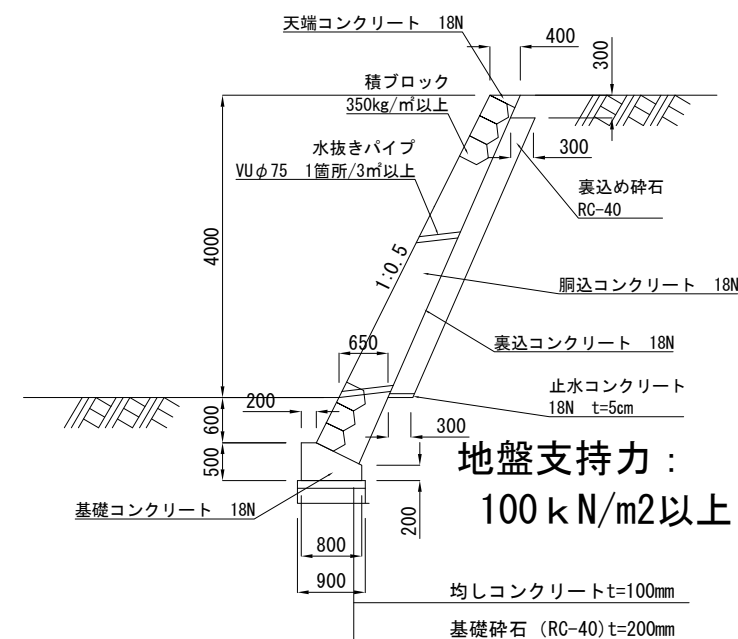 天端コンクリート 18N
400
300
積ブロック
350kg/㎡以上
水抜きパイプ
VUφ75 1箇所/3㎡以上
300
裏込め砕石
RC-40
4000
1:0.5
胴込コンクリート 18N
裏込コンクリート 18N
650
止水コンクリート
18N t=5cm
200
600
300
500
地盤支持力：
100ｋN/m2以上
基礎コンクリート 18N
200
800
900
均しコンクリートt=100mm
基礎砕石（RC-40)t=200mm